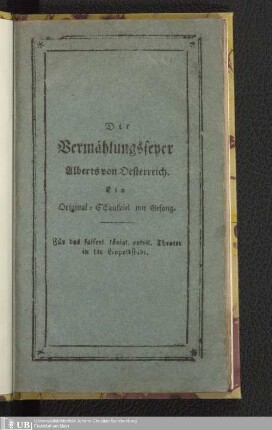 Die
Vermählungsfeyer
Alberts von Oesterreich.
Ein
Original-Schauspiel mit Gesang.
Für das kaiserl. königl. privil. Theater
in der Leopoldstadt.
UB